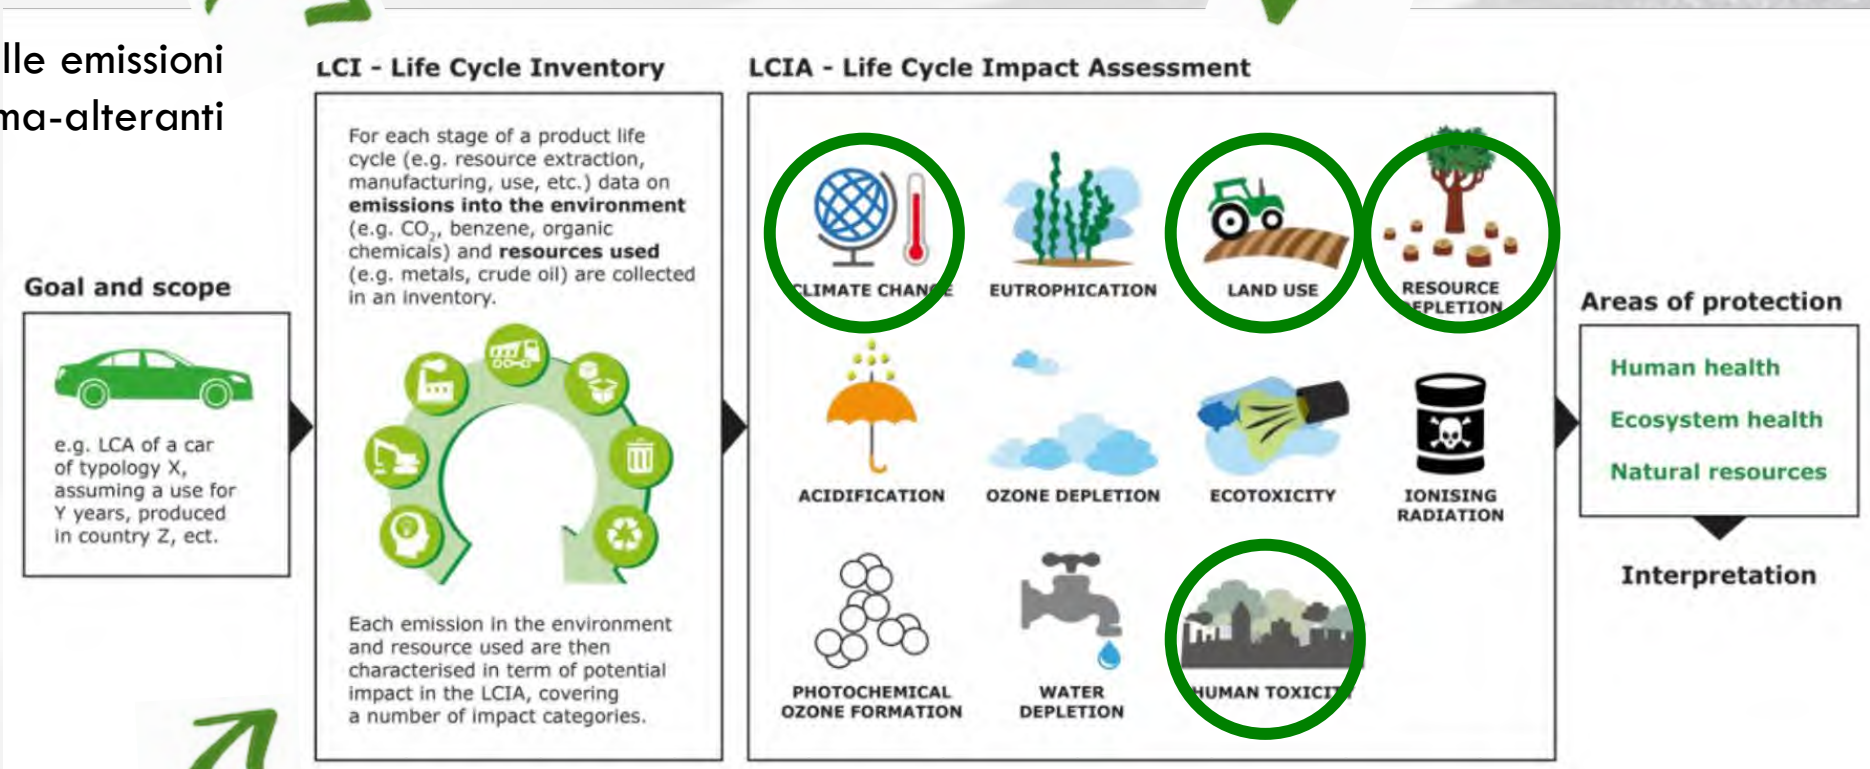 lle emissioni
ma-alteranti
LCI - Life Cycle Inventory
LCIA - Life Cycle Impact Assessment
For each stage of a product life
cycle (e.g. resource extraction,
manufacturing, use, etc.) data on
emissions into the environment
(e.g. CO₂, benzene, organic
chemicals) and resources used
(e.g. metals, crude oil) are collected
in an inventory.
Goal and scope
e.g. LCA of a car
of typology X,
assuming a use for
Y years, produced
in country Z, ect.
Each emission in the environment
and resource used are then
characterised in term of potential
impact in the LCIA, covering
a number of impact categories.
CLIMATE CHANGE
EUTROPHICATION
LAND USE
RESOURCE
DEPLETION
ACIDIFICATION
OZONE DEPLETION
ECOTOXICITY
IONISING
RADIATION
PHOTOCHEMICAL
OZONE FORMATION
WATER
DEPLETION
HUMAN TOXICITY
Areas of protection
Human health
Ecosystem health
Natural resources
Interpretation